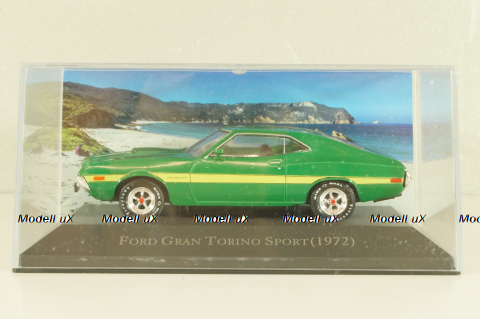 Modell uX Modell uX Modell uX Modell uX Modell uX Mode
FORD GRAN TORINO SPORT (1972)